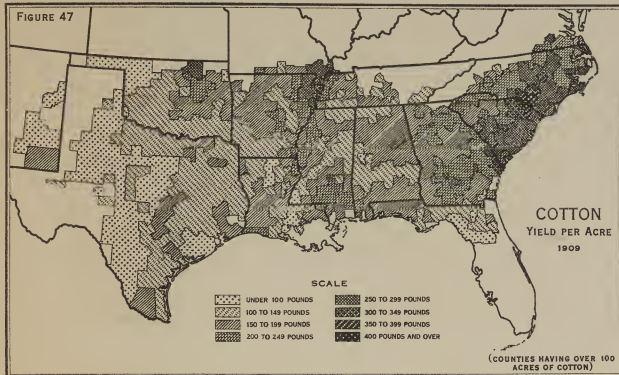 FIGURE 47
COTTON
YIELD PER ACRE
1909
SCALE
UNDER 100 POUNDS
100 TO 149 POUNDS
150 TO 199 POUNDS
200 TO 249 POUNDS
250 TO 299 POUNDS
300 TO 349 POUNDS
350 TO 399 POUNDS
400 POUNDS AND OVER
(COUNTIES HAVING OVER 100
ACRES OF COTTON)